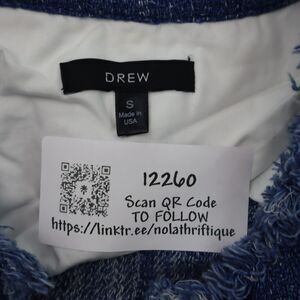 DREW
S
Made in
USA
12260
Scan QR Code
TO FOLLOW
https://linktr.ee/nolathriftique